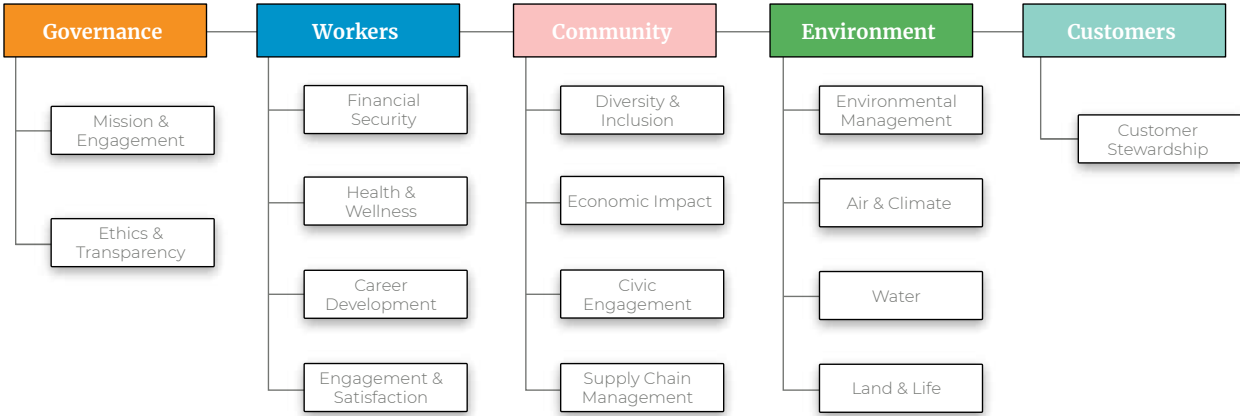 Governance
Mission &
Engagement
Ethics &
Transparency
Workers
Financial
Security
Health &
Wellness
Career
Development
Engagement &
Satisfaction
Community
Diversity &
Inclusion
Economic Impact
Civic
Engagement
Supply Chain
Management
Environment
Environmental
Management
Air & Climate
Water
Land & Life
Customers
Customer
Stewardship